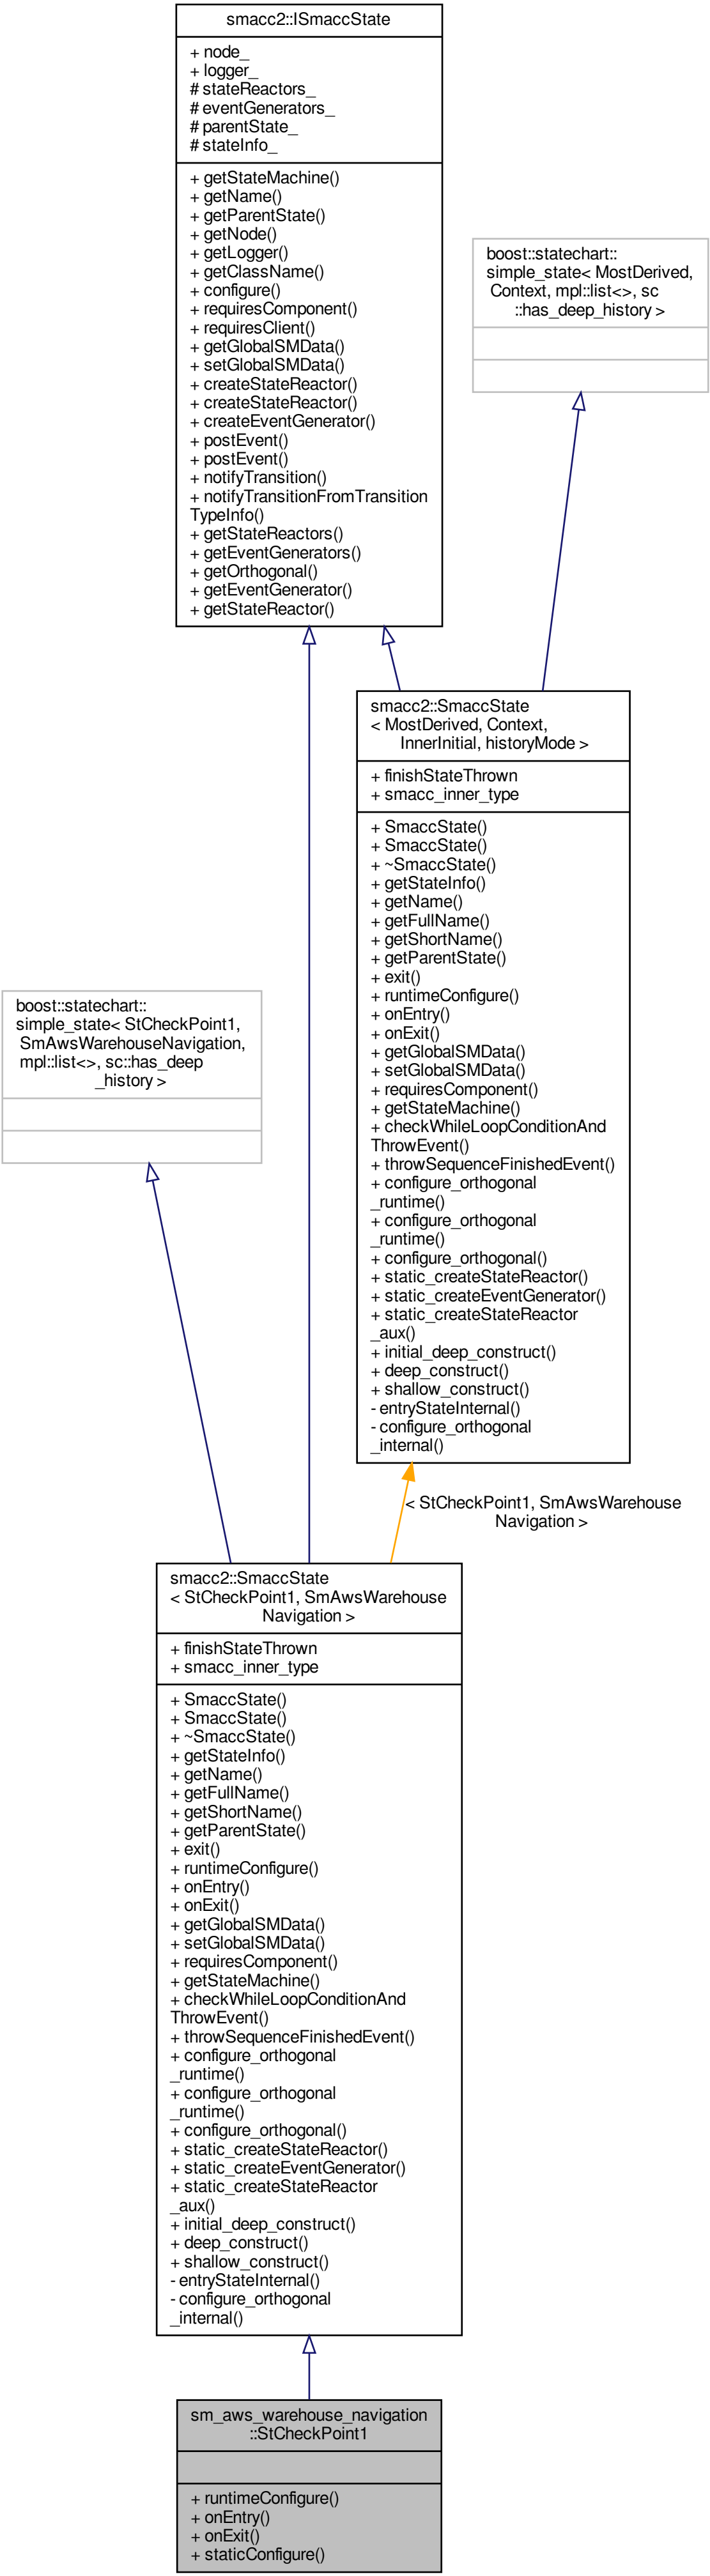 smacc2::ISmaccState
+ node_
+ logger_
# stateReactors_
# eventGenerators_
# parentState_
# stateInfo_
+ getStateMachine()
+ getName()
+ getParentState()
+ getNode()
+ getLogger()
+ getClassName()
+ configure()
+ requiresComponent()
+ requiresClient()
+ getGlobalSMData()
+ setGlobalSMData()
+ createStateReactor()
+ createStateReactor()
+ createEventGenerator()
+ postEvent()
+ postEvent()
+ notifyTransition()
+ notifyTransitionFromTransition
TypeInfo()
+ getStateReactors()
+ getEventGenerators()
+ getOrthogonal()
+ getEventGenerator()
+ getStateReactor()
boost::statechart::
simple_state< MostDerived,
Context, mpl::list<>, sc
::has_deep_history >
smacc2::SmaccState
< MostDerived, Context,
InnerInitial, historyMode >
+ finishStateThrown
+ smacc_inner_type
+ SmaccState()
+ SmaccState()
+ ~SmaccState()
+ getStateInfo()
+ getName()
+ getFullName()
+ getShortName()
+ getParentState()
+ exit()
+ runtimeConfigure()
+ onEntry()
+ onExit()
+ getGlobalSMData()
+ setGlobalSMData()
+ requiresComponent()
+ getStateMachine()
+ checkWhileLoopConditionAnd
ThrowEvent()
+ throwSequenceFinishedEvent()
+ configure_orthogonal
_runtime()
+ configure_orthogonal
_runtime()
+ configure_orthogonal()
+ static_createStateReactor()
+ static_createEventGenerator()
+ static_createStateReactor
_aux()
+ initial_deep_construct()
+ deep_construct()
+ shallow_construct()
- entryStateInternal()
- configure_orthogonal
_internal()
boost::statechart::
simple_state< StCheckPoint1,
SmAwsWarehouseNavigation,
mpl::list<>, sc::has_deep
_history >
< StCheckPoint1, SmAwsWarehouse
Navigation >
smacc2::SmaccState
< StCheckPoint1, SmAwsWarehouse
Navigation >
+ finishStateThrown
+ smacc_inner_type
+ SmaccState()
+ SmaccState()
+ ~SmaccState()
+ getStateInfo()
+ getName()
+ getFullName()
+ getShortName()
+ getParentState()
+ exit()
+ runtimeConfigure()
+ onEntry()
+ onExit()
+ getGlobalSMData()
+ setGlobalSMData()
+ requiresComponent()
+ getStateMachine()
+ checkWhileLoopConditionAnd
ThrowEvent()
+ throwSequenceFinishedEvent()
+ configure_orthogonal
_runtime()
+ configure_orthogonal
_runtime()
+ configure_orthogonal()
+ static_createStateReactor()
+ static_createEventGenerator()
+ static_createStateReactor
_aux()
+ initial_deep_construct()
+ deep_construct()
+ shallow_construct()
- entryStateInternal()
- configure_orthogonal
_internal()
sm_aws_warehouse_navigation
::StCheckPoint1
+ runtimeConfigure()
+ onEntry()
+ onExit()
+ staticConfigure()